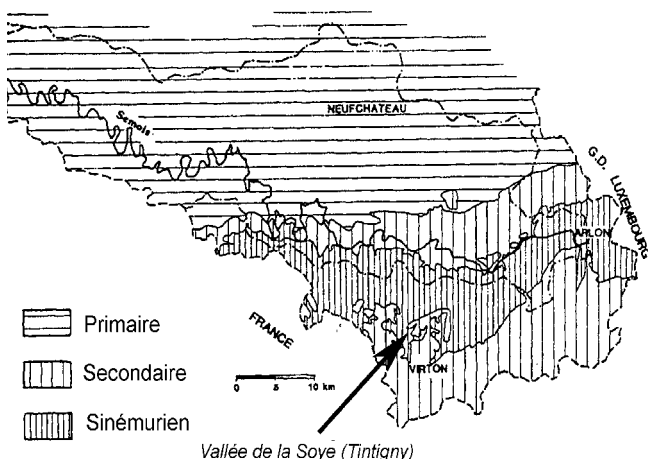 Semois
NEUFCHATEAU
G.D. LUXEMBOURG
ARLON
FRANCE
VIRTON
Primaire
Secondaire
Sinémurien
0 5 10 km
Vallée de la Soye (Tintigny)